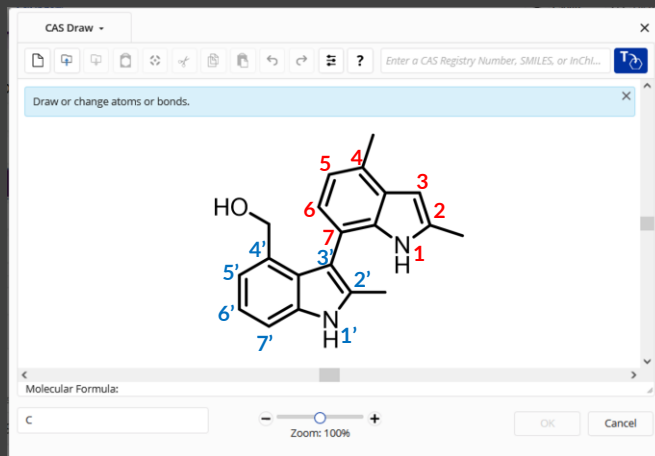 CAS Draw
Enter a CAS Registry Number, SMILES, or InChI...
T
?
Draw or change atoms or bonds.
4
5
3
6
2
HO
7
N
H
1
4'
3'
5'
2'
6'
N
H
1'
7'
Molecular Formula:
C
Zoom: 100%
OK
Cancel